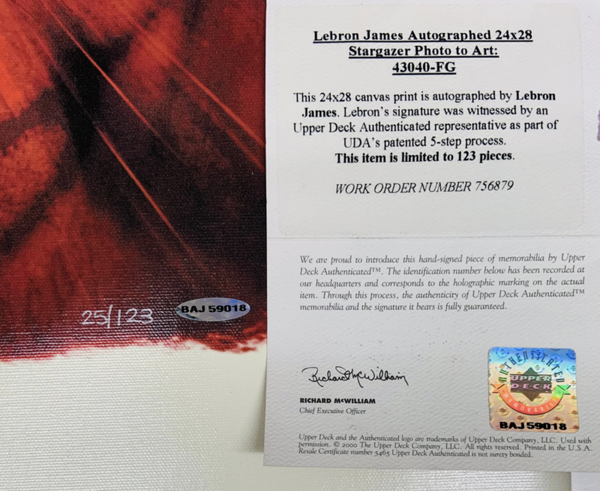 Lebron James Autographed 24x28
Stargazer Photo to Art:
43040-FG
This 24x28 canvas print is autographed by Lebron
James. Lebron's signature was witnessed by an
Upper Deck Authenticated representative as part of
UDA's patented 5-step process.
This item is limited to 123 pieces.
WORK ORDER NUMBER 756879
We are proud to introduce this hand-signed piece of memorabilia by Upper
Deck Authenticated™. The identification number below has been recorded at
our headquarters and corresponds to the holographic marking on the actual
item. Through this process, the authenticity of Upper Deck Authenticated™
memorabilia and the signature it bears is fully guaranteed.
25/123
BAJ 59018
Richard McWilliam
RICHARD McWILLIAM
Chief Executive Officer
AUTHENTICATED
UPPER
DECK
BAJ 59018
Upper Deck and the Authenticated logo are trademarks of Upper Deck Company, LLC. Used with
permission. © 2000 The Upper Deck Company, LLC. All rights reserved. Printed in the U.S.A.
Resale Certificate number 5465 Upper Deck Authenticated is not surety bonded.